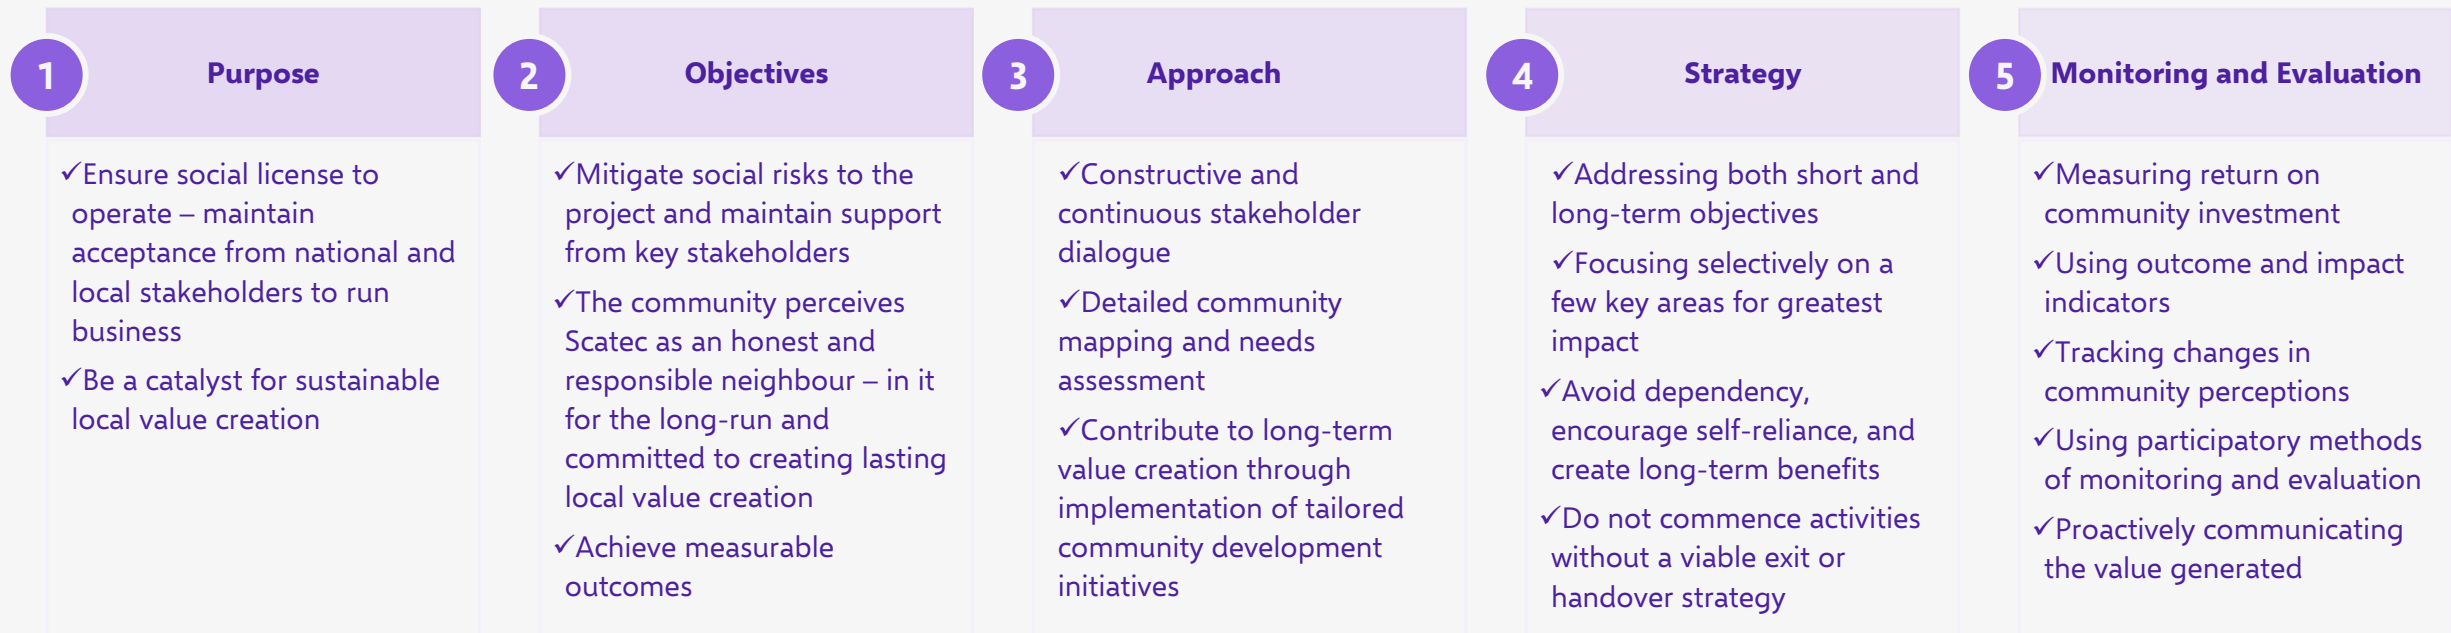 1
Purpose
✓Ensure social license to
operate – maintain
acceptance from national and
local stakeholders to run
business
✓Be a catalyst for sustainable
local value creation
2
Objectives
✓Mitigate social risks to the
project and maintain support
from key stakeholders
✓The community perceives
Scatec as an honest and
responsible neighbour – in it
for the long-run and
committed to creating lasting
local value creation
✓Achieve measurable
outcomes
3
Approach
✓Constructive and
continuous stakeholder
dialogue
✓Detailed community
mapping and needs
assessment
✓Contribute to long-term
value creation through
implementation of tailored
community development
initiatives
4
Strategy
✓Addressing both short and
long-term objectives
✓Focusing selectively on a
few key areas for greatest
impact
✓Avoid dependency,
encourage self-reliance, and
create long-term benefits
✓Do not commence activities
without a viable exit or
handover strategy
5
Monitoring and Evaluation
✓Measuring return on
community investment
✓Using outcome and impact
indicators
✓Tracking changes in
community perceptions
✓Using participatory methods
of monitoring and evaluation
✓Proactively communicating
the value generated